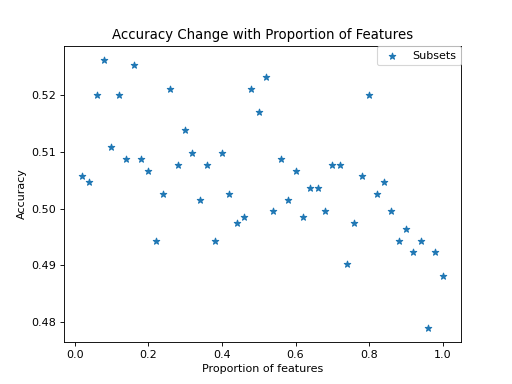 Accuracy Change with Proportion of Features
Subsets
0.52
0.51
0.50
0.49
0.48
Accuracy
0.0 0.2 0.4 0.6 0.8 1.0
Proportion of features